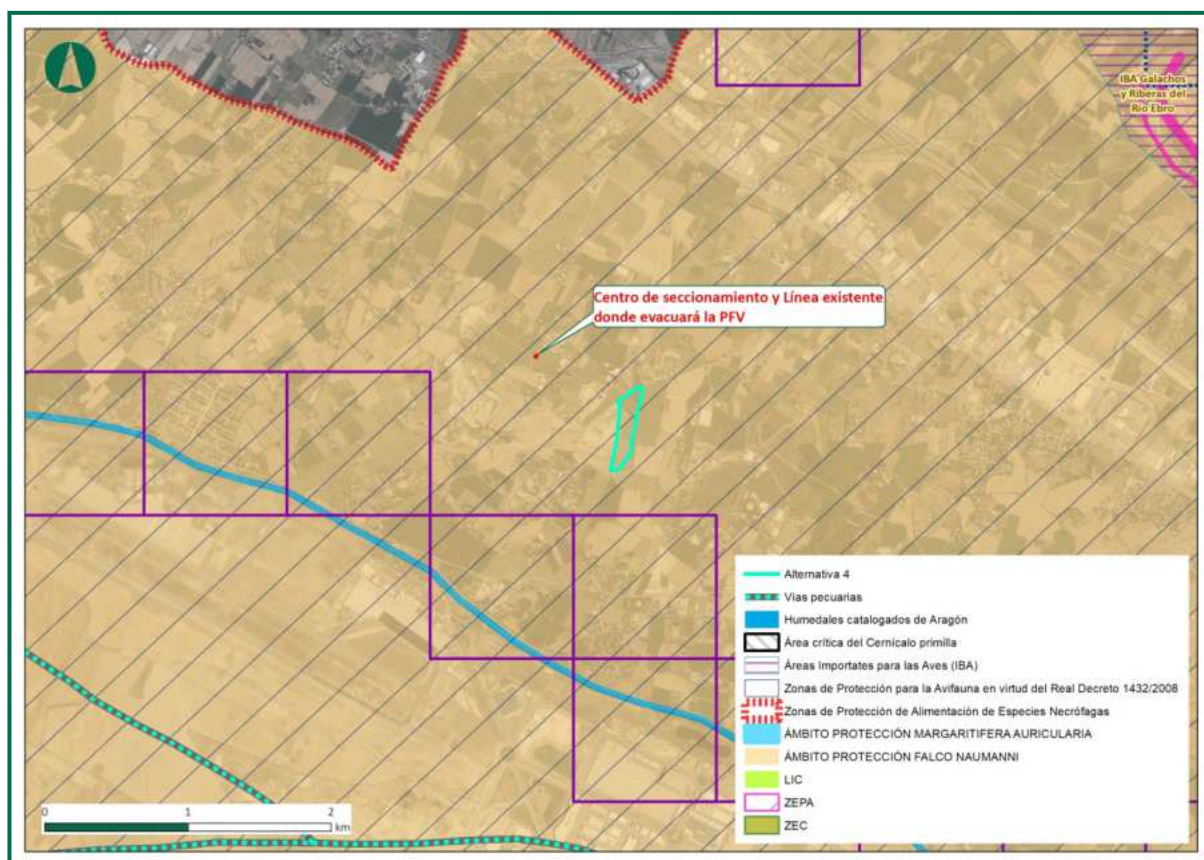 IBA Galachos
y Riberas del
Río Ebro
Centro de seccionamiento y Línea existente
donde evacuará la PFV
Alternativa 4
Vías pecuarias
Humedales catalogados de Aragón
Área crítica del Cernícalo primilla
Áreas Importates para las Aves (IBA)
Zonas de Protección para la Avifauna en virtud del Real Decreto 1432/2008
Zonas de Protección de Alimentación de Especies Necrófagas
ÁMBITO PROTECCIÓN MARGARITIFERA AURICULARIA
ÁMBITO PROTECCIÓN FALCO NAUMANNI
LIC
ZEPA
ZEC
0 1 2
km